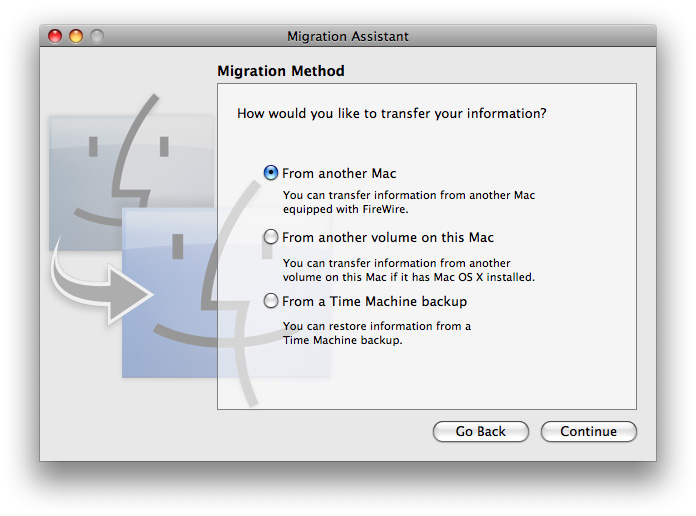 Migration Assistant
Migration Method
How would you like to transfer your information?
From another Mac
You can transfer information from another Mac
equipped with FireWire.
From another volume on this Mac
You can transfer information from another
volume on this Mac if it has Mac OS X installed.
From a Time Machine backup
You can restore information from a
Time Machine backup.
Go Back
Continue